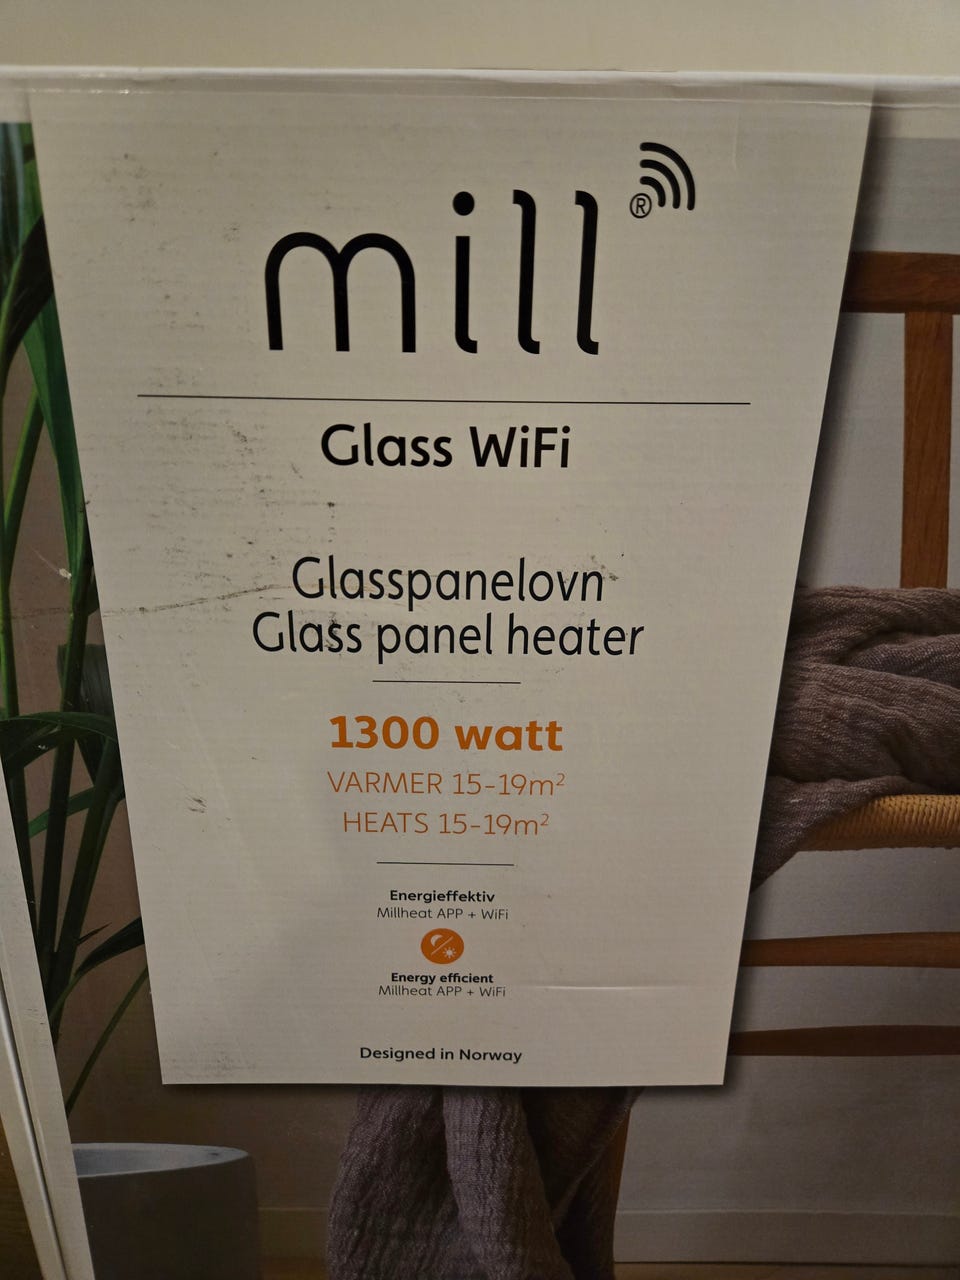 mill®
Glass WiFi
Glasspanelovn
Glass panel heater
1300 watt
VARMER 15-19m²
HEATS 15-19m²
Energieffektiv
Millheat APP + WiFi
Energy efficient
Millheat APP + WiFi
Designed in Norway